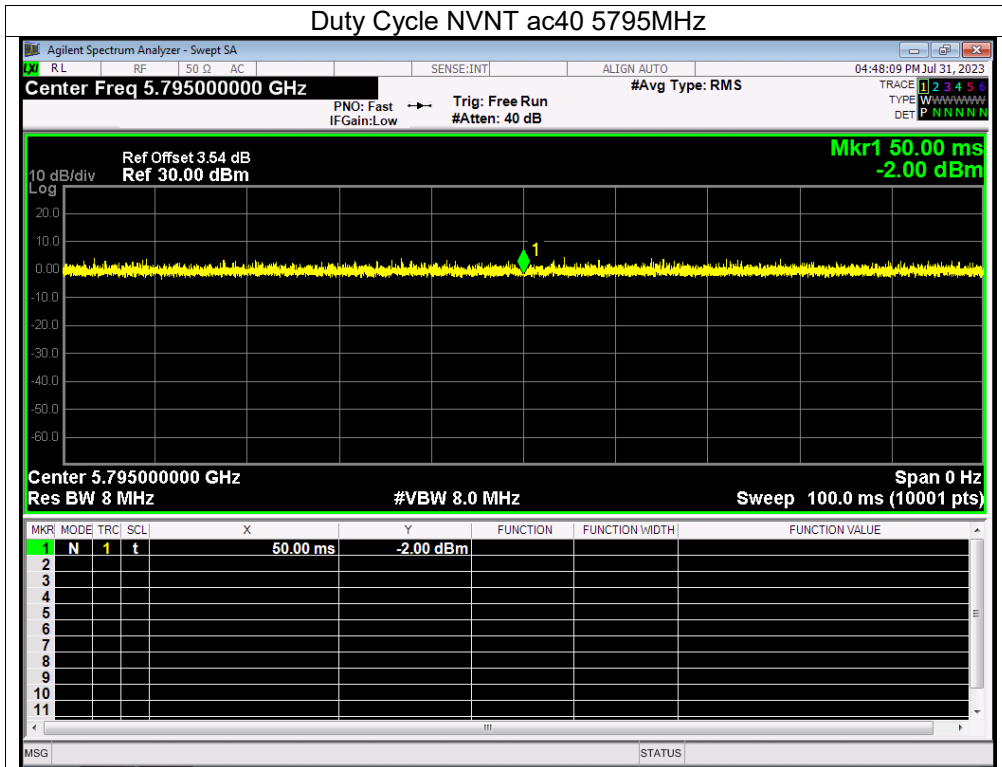 Duty Cycle NVNT ac40 5795MHz
Agilent Spectrum Analyzer - Swept SA
LXI RL RF 50 Ω AC SENSE:INT ALIGN AUTO 04:48:09 PM Jul 31, 2023
Center Freq 5.795000000 GHz #Avg Type: RMS TRACE 1 2 3 4 5 6
PNO: Fast Trig: Free Run TYPE WWWWWW
IFGain:Low #Atten: 40 dB DET P N N N N N
Mkr1 50.00 ms
Ref Offset 3.54 dB
10 dB/div Ref 30.00 dBm -2.00 dBm
Log
20.0
10.0
1
0.00
-10.0
-20.0
-30.0
-40.0
-50.0
-60.0
Center 5.795000000 GHz Span 0 Hz
Res BW 8 MHz #VBW 8.0 MHz Sweep 100.0 ms (10001 pts)
MKR MODE TRC SCL X Y FUNCTION FUNCTION WIDTH FUNCTION VALUE
1 N 1 t 50.00 ms -2.00 dBm
2
3
4
5
6
7
8
9
10
11
MSG STATUS